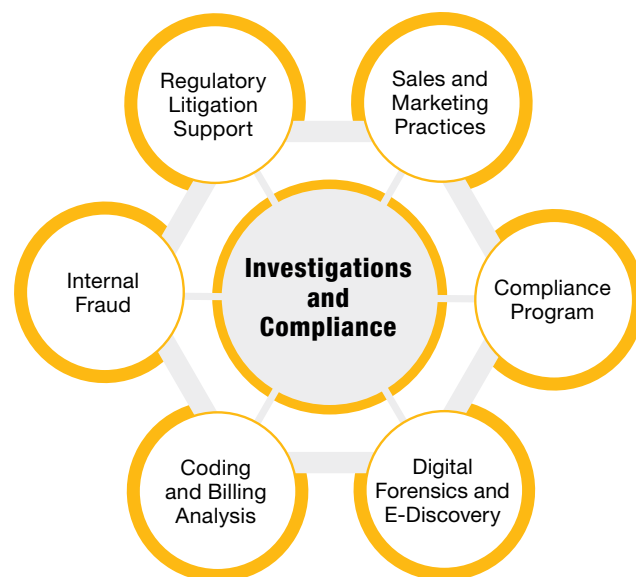 Regulatory
Litigation
Support
Sales and
Marketing
Practices
Internal
Fraud
Investigations
and
Compliance
Compliance
Program
Coding
and Billing
Analysis
Digital
Forensics and
E-Discovery